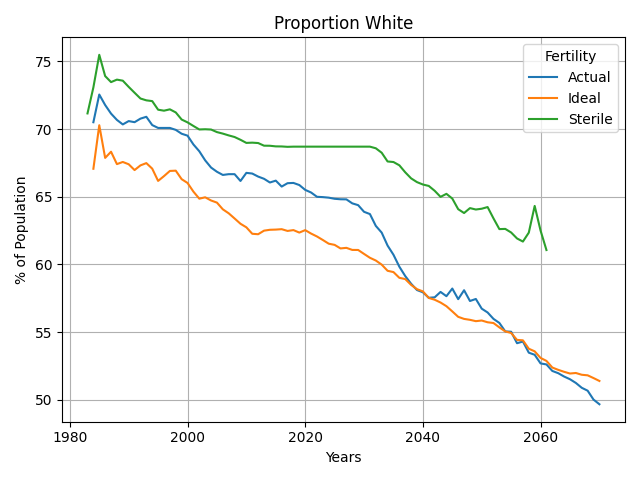 Proportion White
% of Population
75
70
65
60
55
50
Fertility
Actual
Ideal
Sterile
1980 2000 2020 2040 2060
Years